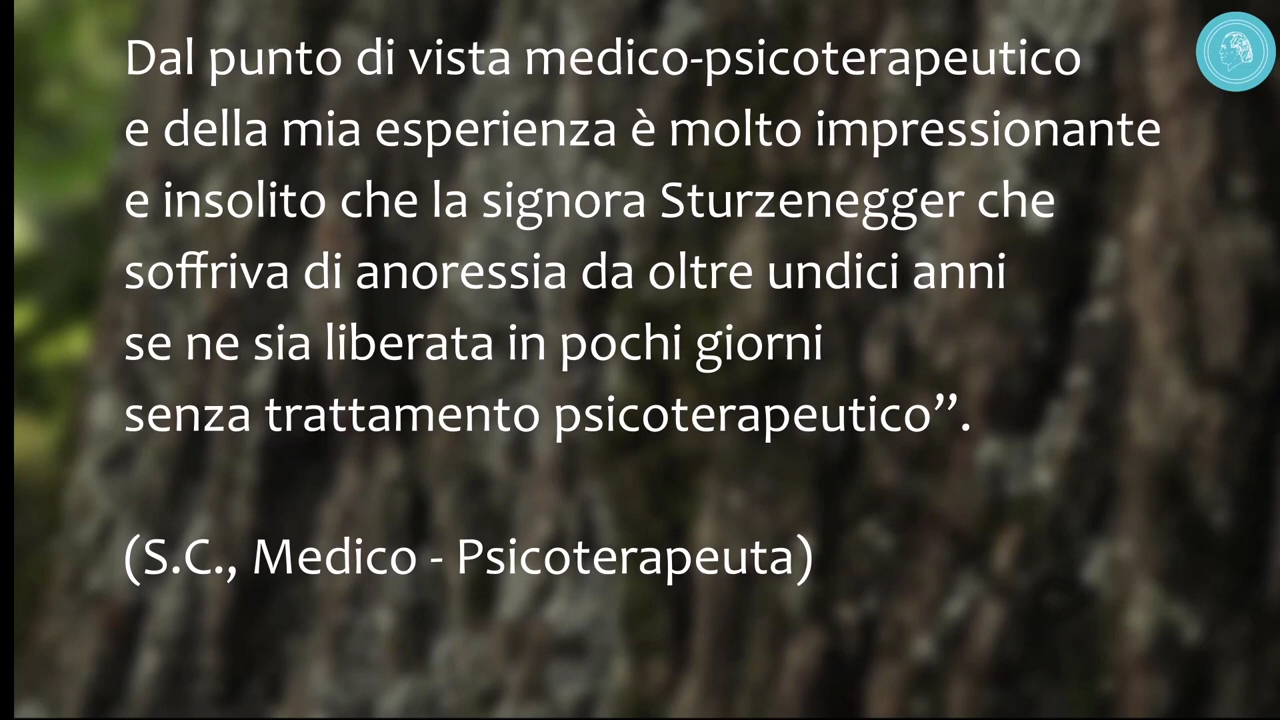 Dal punto di vista medico-psicoterapeutico
e della mia esperienza è molto impressionante
e insolito che la signora Sturzenegger che
soffriva di anoressia da oltre undici anni
se ne sia liberata in pochi giorni
senza trattamento psicoterapeutico”.
(S.C., Medico - Psicoterapeuta)